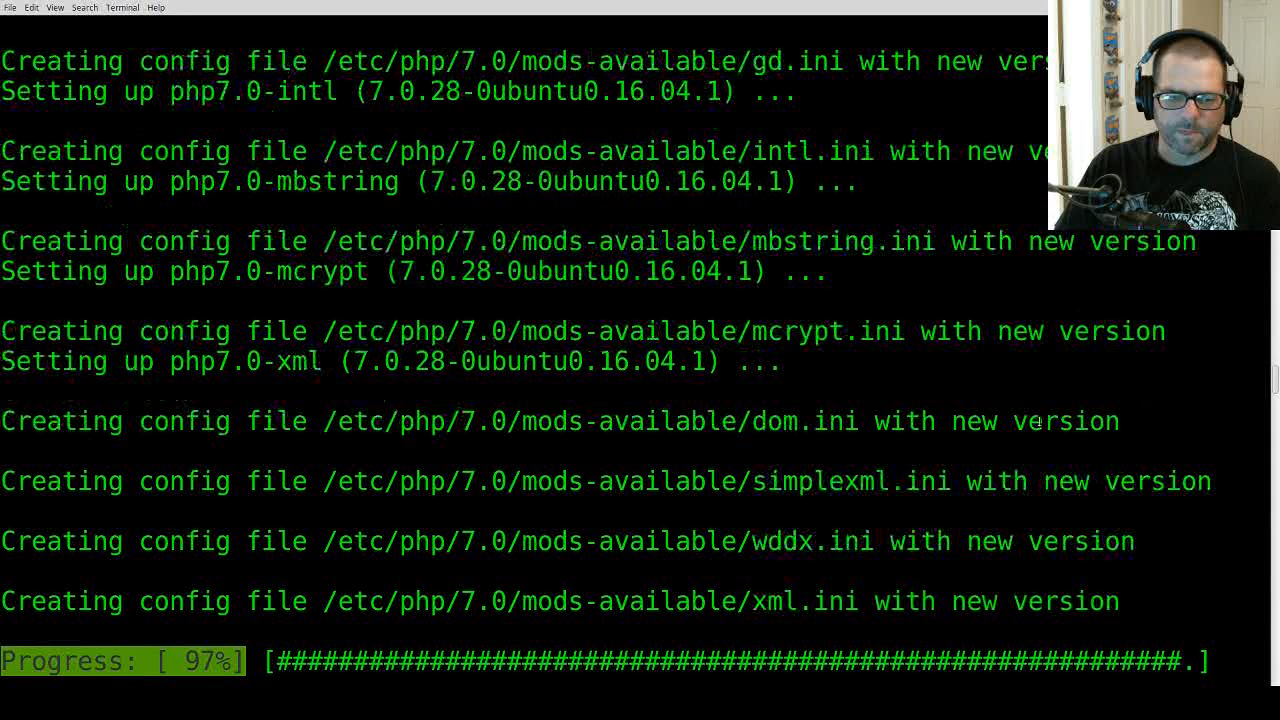 File Edit View Search Terminal Help
Creating config file /etc/php/7.0/mods-available/gd.ini with new
Setting up php7.0-intl (7.0.28-0ubuntu0.16.04.1) ...
Creating config file /etc/php/7.0/mods-available/intl.ini with new
Setting up php7.0-mbstring (7.0.28-0ubuntu0.16.04.1) ...
Creating config file /etc/php/7.0/mods-available/mbstring.ini with new version
Setting up php7.0-mcrypt (7.0.28-0ubuntu0.16.04.1) ...
Creating config file /etc/php/7.0/mods-available/mcrypt.ini with new version
Setting up php7.0-xml (7.0.28-0ubuntu0.16.04.1) ...
Creating config file /etc/php/7.0/mods-available/dom.ini with new version
Creating config file /etc/php/7.0/mods-available/simplexml.ini with new version
Creating config file /etc/php/7.0/mods-available/wddx.ini with new version
Creating config file /etc/php/7.0/mods-available/xml.ini with new version
Progress: [ 97%] [###########################################################.]